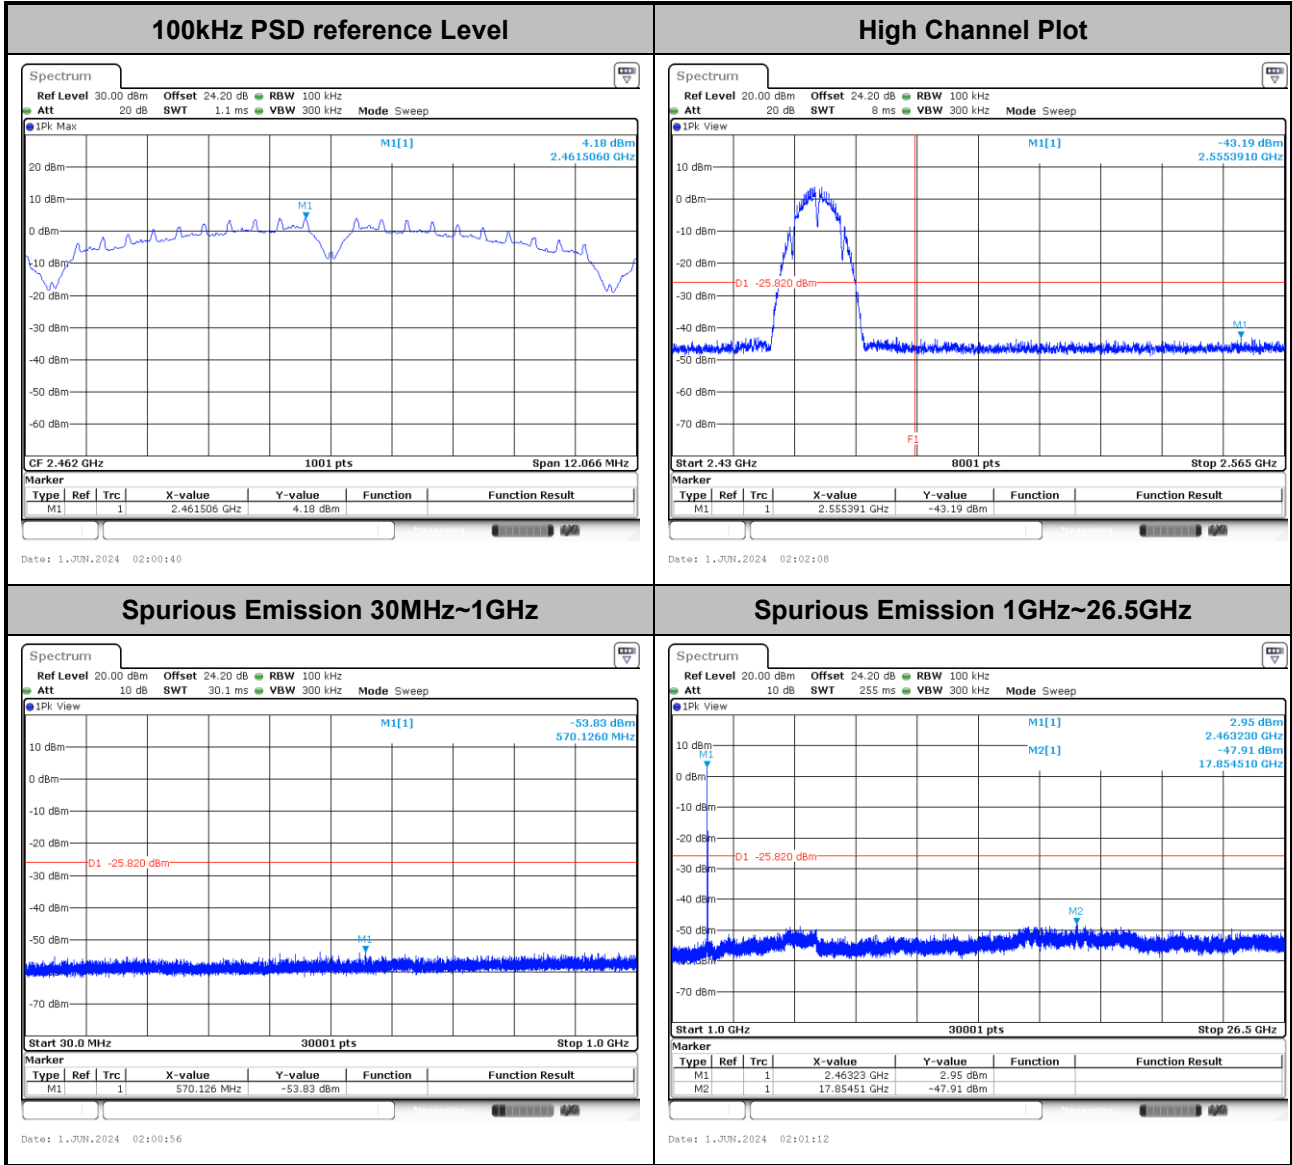 100kHz PSD reference Level
Spectrum
Ref Level 30.00 dBm Offset 24.20 dB RBW 100 kHz
Att 20 dB SWT 1.1 ms VBW 300 kHz Mode Sweep
1Pk Max
M1[1] 4.18 dBm
2.4615060 GHz
20 dBm
10 dBm
M1
0 dBm
-10 dBm
-20 dBm
-30 dBm
-40 dBm
-50 dBm
-60 dBm
CF 2.462 GHz 1001 pts Span 12.066 MHz
Marker
Type Ref Trc X-value Y-value Function Function Result
M1 1 2.461506 GHz 4.18 dBm
Date: 1.JUN.2024 02:00:40
High Channel Plot
Spectrum
Ref Level 20.00 dBm Offset 24.20 dB RBW 100 kHz
Att 20 dB SWT 8 ms VBW 300 kHz Mode Sweep
1Pk View
M1[1] -43.19 dBm
2.5553910 GHz
10 dBm
0 dBm
-10 dBm
-20 dBm
D1 -25.820 dBm
-30 dBm
M1
-40 dBm
-50 dBm
-60 dBm
-70 dBm
F1
Start 2.43 GHz 8001 pts Stop 2.565 GHz
Marker
Type Ref Trc X-value Y-value Function Function Result
M1 1 2.555391 GHz -43.19 dBm
Date: 1.JUN.2024 02:02:08
Spurious Emission 30MHz~1GHz
Spectrum
Ref Level 20.00 dBm Offset 24.20 dB RBW 100 kHz
Att 10 dB SWT 30.1 ms VBW 300 kHz Mode Sweep
1Pk View
M1[1] -53.83 dBm
570.1260 MHz
10 dBm
0 dBm
-10 dBm
-20 dBm
D1 -25.820 dBm
-30 dBm
-40 dBm
-50 dBm
M1
-70 dBm
Start 30.0 MHz 30001 pts Stop 1.0 GHz
Marker
Type Ref Trc X-value Y-value Function Function Result
M1 1 570.126 MHz -53.83 dBm
Date: 1.JUN.2024 02:00:56
Spurious Emission 1GHz~26.5GHz
Spectrum
Ref Level 20.00 dBm Offset 24.20 dB RBW 100 kHz
Att 10 dB SWT 255 ms VBW 300 kHz Mode Sweep
1Pk View
M1[1] 2.95 dBm
2.463230 GHz
M2[1] -47.91 dBm
17.854510 GHz
10 dBm
M1
0 dBm
-10 dBm
-20 dBm
D1 -25.820 dBm
-30 dBm
-40 dBm
M2
-50 dBm
-70 dBm
Start 1.0 GHz 30001 pts Stop 26.5 GHz
Marker
Type Ref Trc X-value Y-value Function Function Result
M1 1 2.46323 GHz 2.95 dBm
M2 1 17.85451 GHz -47.91 dBm
Date: 1.JUN.2024 02:01:12